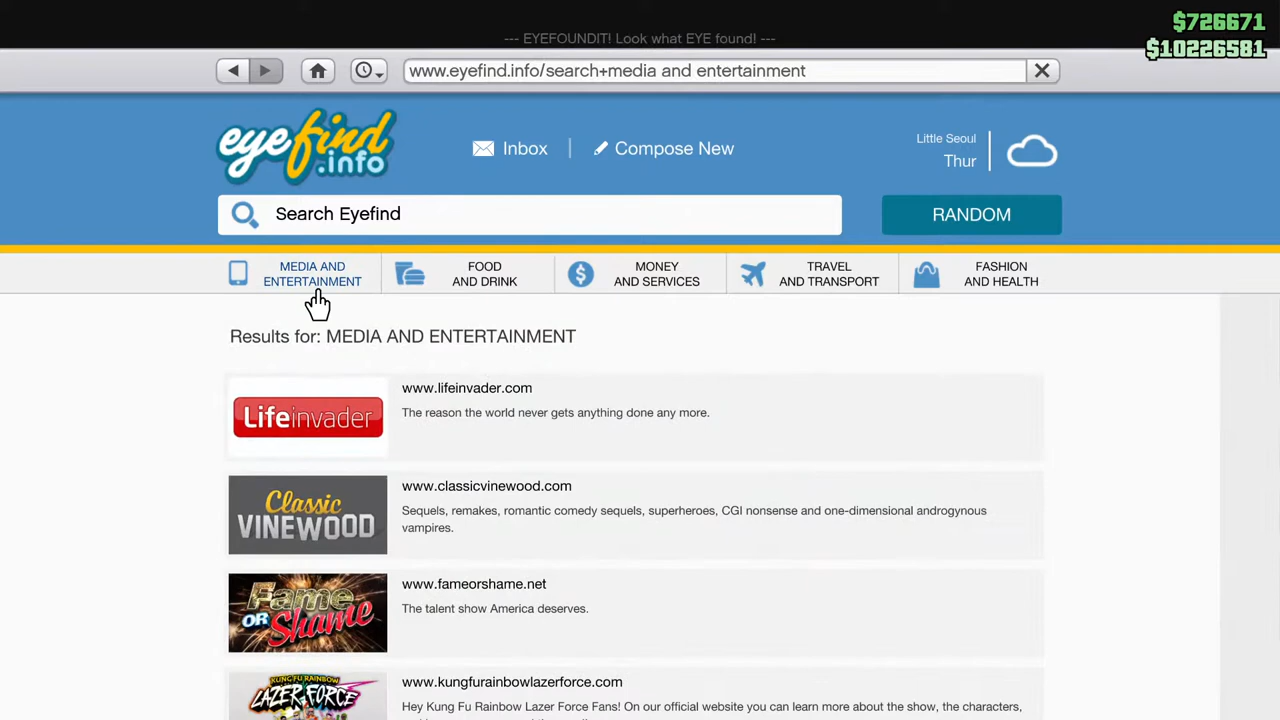 $726671
--- EYEFOUNDIT! Look what EYE found! ---
$10226581
www.eyefind.info/search+media and entertainment
eyefind
.info
Inbox
Compose New
Little Seoul
Thur
Search Eyefind
RANDOM
MEDIA AND
ENTERTAINMENT
FOOD
AND DRINK
MONEY
AND SERVICES
TRAVEL
AND TRANSPORT
FASHION
AND HEALTH
Results for: MEDIA AND ENTERTAINMENT
Lifeinvader
www.lifeinvader.com
The reason the world never gets anything done any more.
Classic
VINEWOOD
www.classicvinewood.com
Sequels, remakes, romantic comedy sequels, superheroes, CGI nonsense and one-dimensional androgynous
vampires.
Fame
OR Shame
www.fameorshame.net
The talent show America deserves.
KUNG FU RAINBOW
LAZER FORCE
www.kungfurainbowlazerforce.com
Hey Kung Fu Rainbow Lazer Force Fans! On our official website you can learn more about the show, the characters,